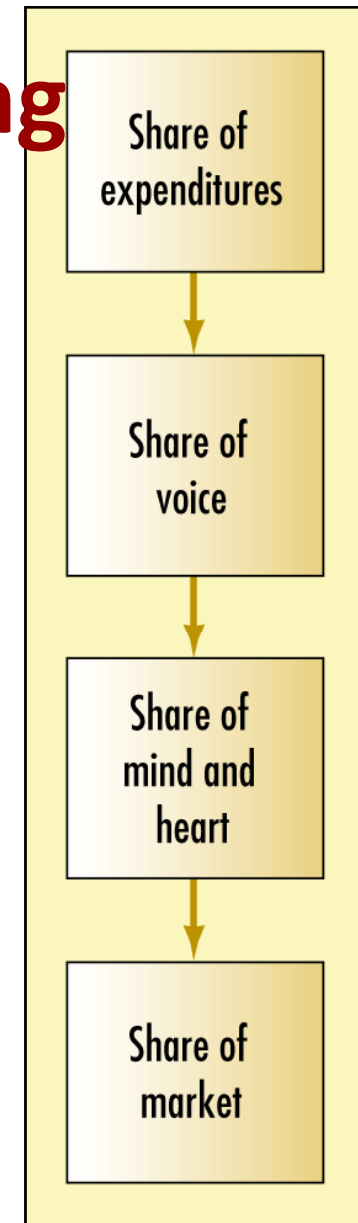 ng
Share of
expenditures
Share of
voice
Share of
mind and
heart
Share of
market